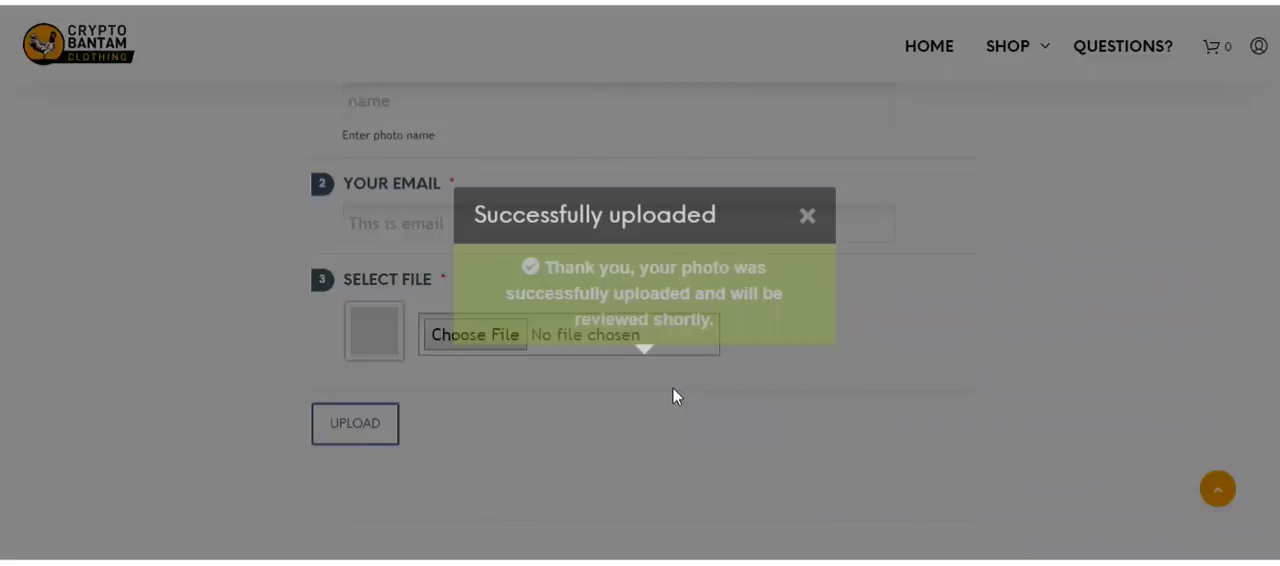 CRYPTO
BANTAM
CLOTHING
HOME SHOP QUESTIONS? 0
name
Enter photo name
2 YOUR EMAIL *
This is email
Successfully uploaded
Thank you, your photo was
successfully uploaded and will be
reviewed shortly.
3 SELECT FILE *
Choose File No file chosen
UPLOAD